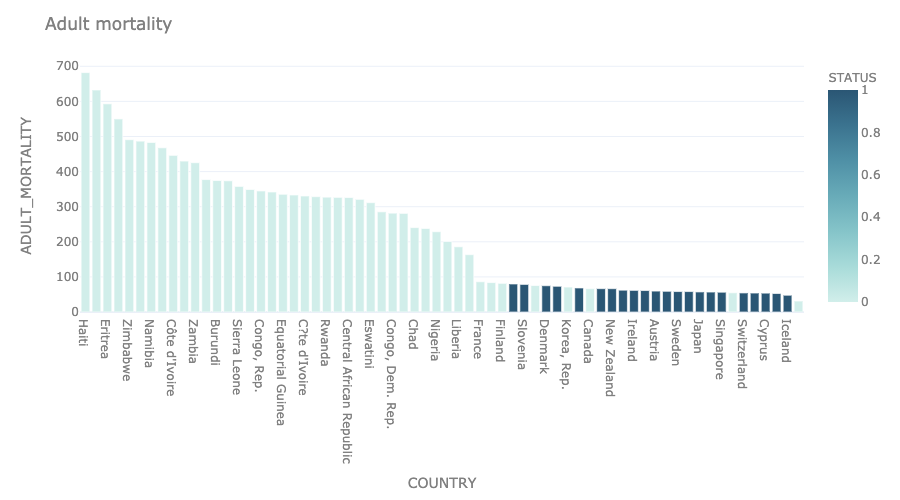 Adult mortality
STATUS
ADULT_MORTALITY
700
600
500
400
300
200
100
0
1
0.8
0.6
0.4
0.2
0
Haiti
Eritrea
Zimbabwe
Namibia
Côte d'Ivoire
Zambia
Burundi
Sierra Leone
Congo, Rep.
Equatorial Guinea
C?te d'Ivoire
Rwanda
Central African Republic
Eswatini
Congo, Dem. Rep.
Chad
Nigeria
Liberia
France
Finland
Slovenia
Denmark
Korea, Rep.
Canada
New Zealand
Ireland
Austria
Sweden
Japan
Singapore
Switzerland
Cyprus
Iceland
COUNTRY